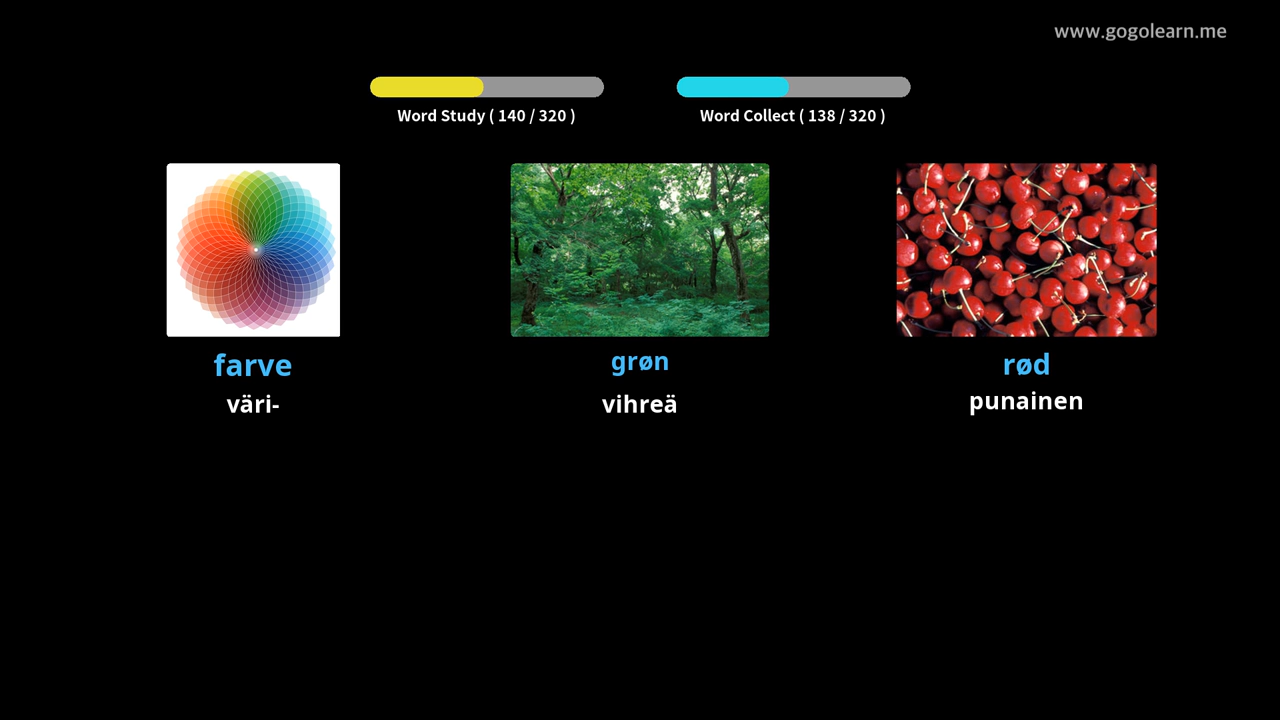 www.gogolearn.me
Word Study ( 140 / 320 )
Word Collect ( 138 / 320 )
farve
väri-
grøn
vihreä
rød
punainen